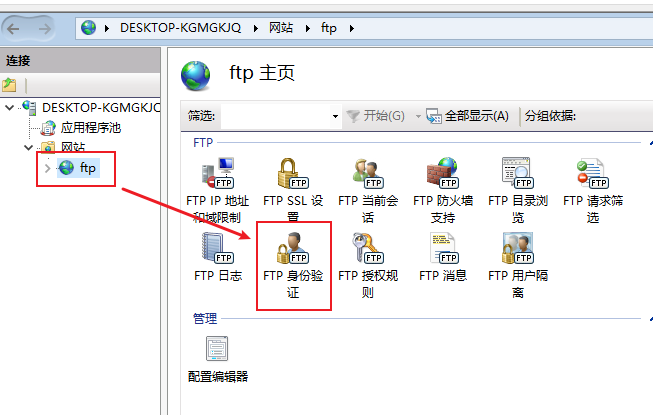 DESKTOP-KGMGKJQ 网站 ftp
连接
DESKTOP-KGMGKJC
应用程序池
网站
ftp
ftp 主页
筛选: 开始(G) 全部显示(A) 分组依据:
FTP
FTP FTP FTP FTP FTP FTP
FTP IP 地址 FTP SSL 设 FTP 当前会 FTP 防火墙 FTP 目录浏 FTP 请求筛
和域限制 置 话 支持 览 选
FTP FTP FTP FTP FTP
FTP 日志 FTP 身份验 FTP 授权规 FTP 消息 FTP 用户隔
证 则 离
管理
配置编辑器